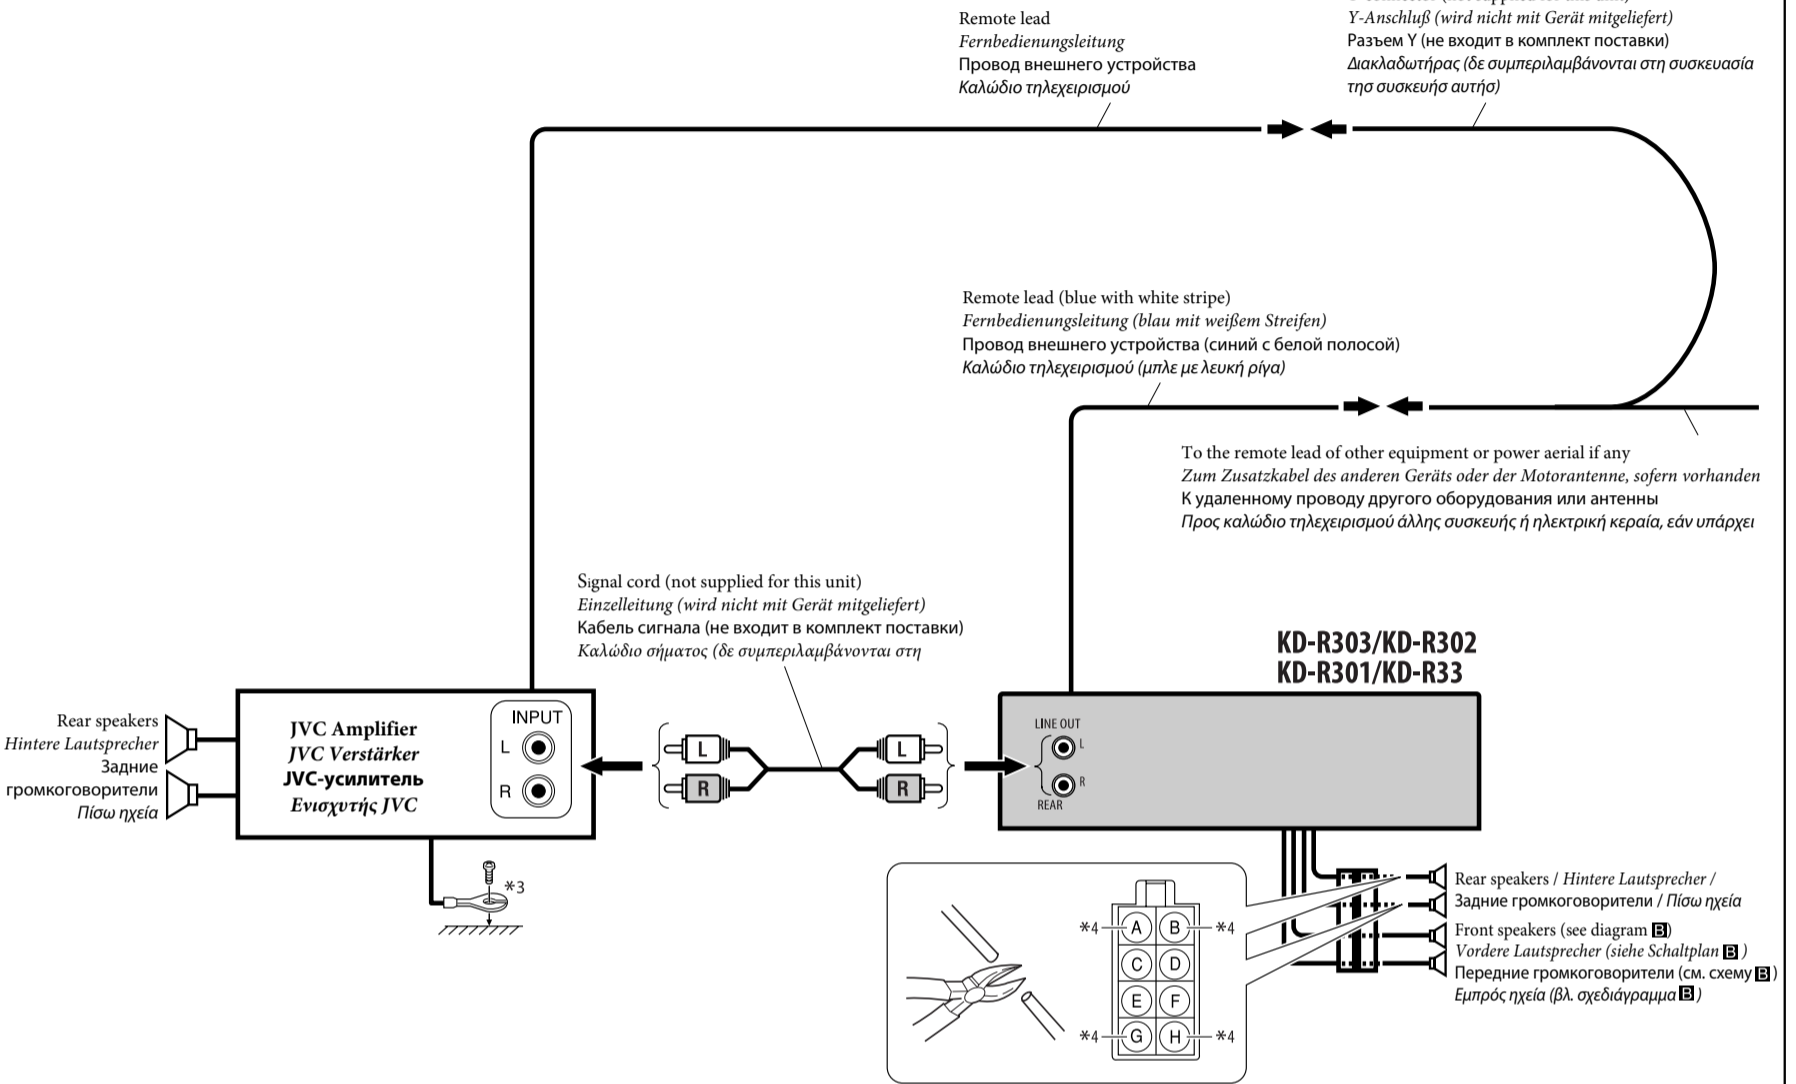 Remote lead
Fernbedienungsleitung
Провод внешнего устройства
Καλώδιο τηλεχειρισμού
Y-Anschluß (wird nicht mit Gerät mitgeliefert)
Разъем Y (не входит в комплект поставки)
Διακλαδωτήρας (δε συμπεριλαμβάνονται στη συσκευασία
τησ συσκευήσ αυτήσ)
Remote lead (blue with white stripe)
Fernbedienungsleitung (blau mit weißem Streifen)
Провод внешнего устройства (синий с белой полосой)
Καλώδιο τηλεχειρισμού (μπλε με λευκή ρίγα)
To the remote lead of other equipment or power aerial if any
Zum Zusatzkabel des anderen Geräts oder der Motorantenne, sofern vorhanden
К удаленному проводу другого оборудования или антенны
Προς καλώδιο τηλεχειρισμού άλλης συσκευής ή ηλεκτρική κεραία, εάν υπάρχει
Signal cord (not supplied for this unit)
Einzelleitung (wird nicht mit Gerät mitgeliefert)
Кабель сигнала (не входит в комплект поставки)
Καλώδιο σήματος (δε συμπεριλαμβάνονται στη
KD-R303/KD-R302
KD-R301/KD-R33
Rear speakers
Hintere Lautsprecher
Задние
громкоговорители
Πίσω ηχεία
JVC Amplifier
JVC Verstärker
JVC-усилитель
Ενισχυτής JVC
INPUT
L
R
L
R
L
R
LINE OUT
L
R
REAR
*3
*4 A B *4
C D
E F
*4 G H *4
Rear speakers / Hintere Lautsprecher /
Задние громкоговорители / Πίσω ηχεία
Front speakers (see diagram B)
Vordere Lautsprecher (siehe Schaltplan B )
Передние громкоговорители (см. схему B )
Εμπρός ηχεία (βλ. σχεδιάγραμμα B )